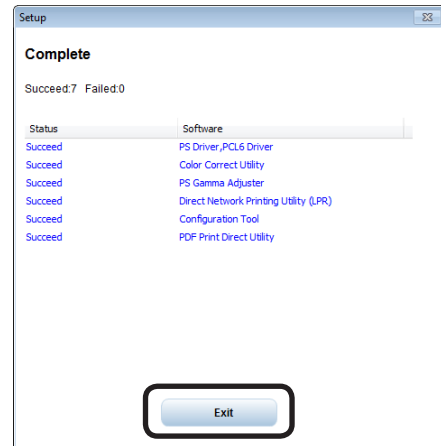 Setup
Complete
Succeed:7 Failed:0
Status Software
Succeed PS Driver,PCL6 Driver
Succeed Color Correct Utility
Succeed PS Gamma Adjuster
Succeed Direct Network Printing Utility (LPR)
Succeed Configuration Tool
Succeed PDF Print Direct Utility
Exit